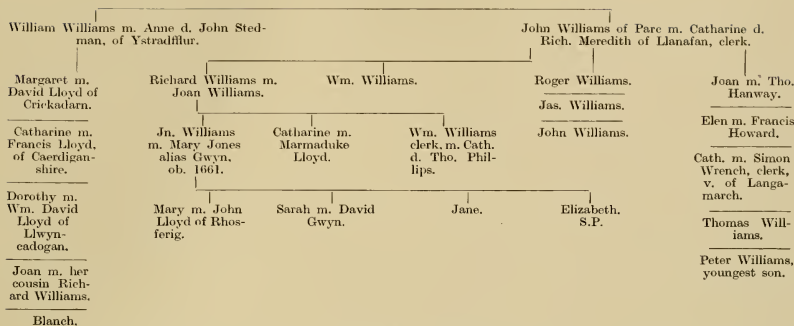 William Williams m. Anne d. John Sted-
man, of Ystradfflur.
John Williams of Parc m. Catharine d.
Rich. Meredith of Llanafan, clerk.
Margaret m.
David Lloyd of
Crickadarn.
Catharine m.
Francis Lloyd,
of Caerdigan-
shire.
Dorothy m.
Wm. David
Lloyd of
Llwyn-
cadogan.
Joan m. her
cousin Rich-
ard Williams.
Blanch.
Richard Williams m.
Joan Williams.
Wm. Williams.
Roger Williams.
Jas. Williams.
John Williams.
Joan m. Tho.
Hanway.
Elen m. Francis
Howard.
Cath. m. Simon
Wrench, clerk,
v. of Langa-
march.
Thomas Will-
iams.
Peter Williams,
youngest son.
Jn. Williams
m. Mary Jones
alias Gwyn,
ob. 1661.
Catharine m.
Marmaduke
Lloyd.
Wm. Williams
clerk, m. Cath.
d. Tho. Phil-
lips.
Mary m. John
Lloyd of Rhos-
ferig.
Sarah m. David
Gwyn.
Jane.
Elizabeth.
S.P.